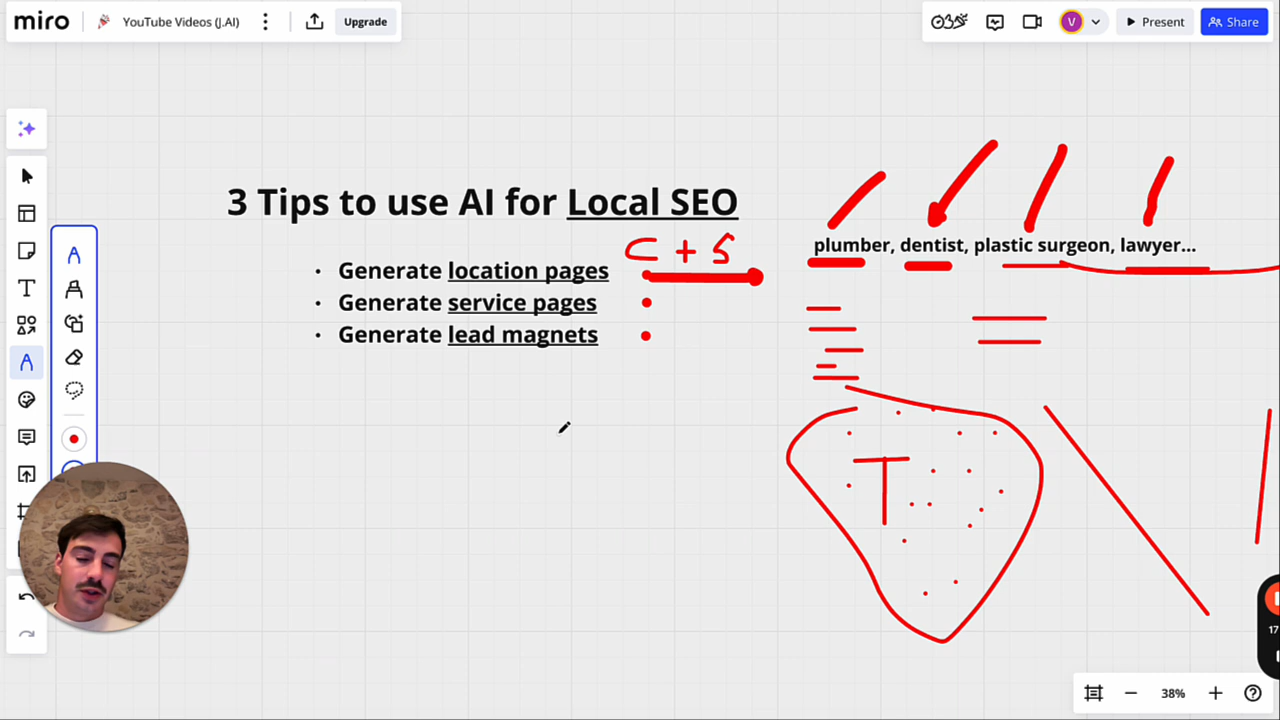 miro
YouTube Videos (J.AI)
Upgrade
V
Present
Share
3 Tips to use AI for Local SEO
C + S
plumber, dentist, plastic surgeon, lawyer...
· Generate location pages
· Generate service pages
· Generate lead magnets
T
17
38%